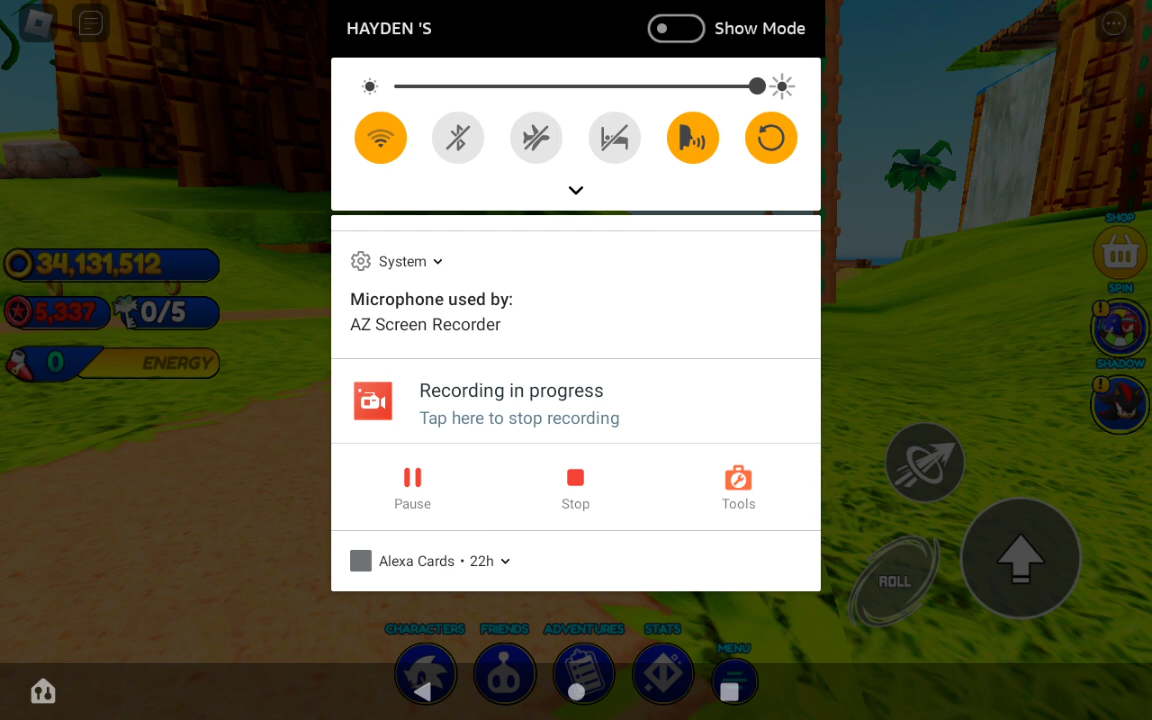 HAYDEN 'S
Show Mode
34,131,512
5,337
0/5
0
ENERGY
System
Microphone used by:
AZ Screen Recorder
Recording in progress
Tap here to stop recording
Pause
Stop
Tools
Alexa Cards • 22h
SHOP
SPIN
SHADOW
ROLL
CHARACTERS
FRIENDS
ADVENTURES
STATS
MENU